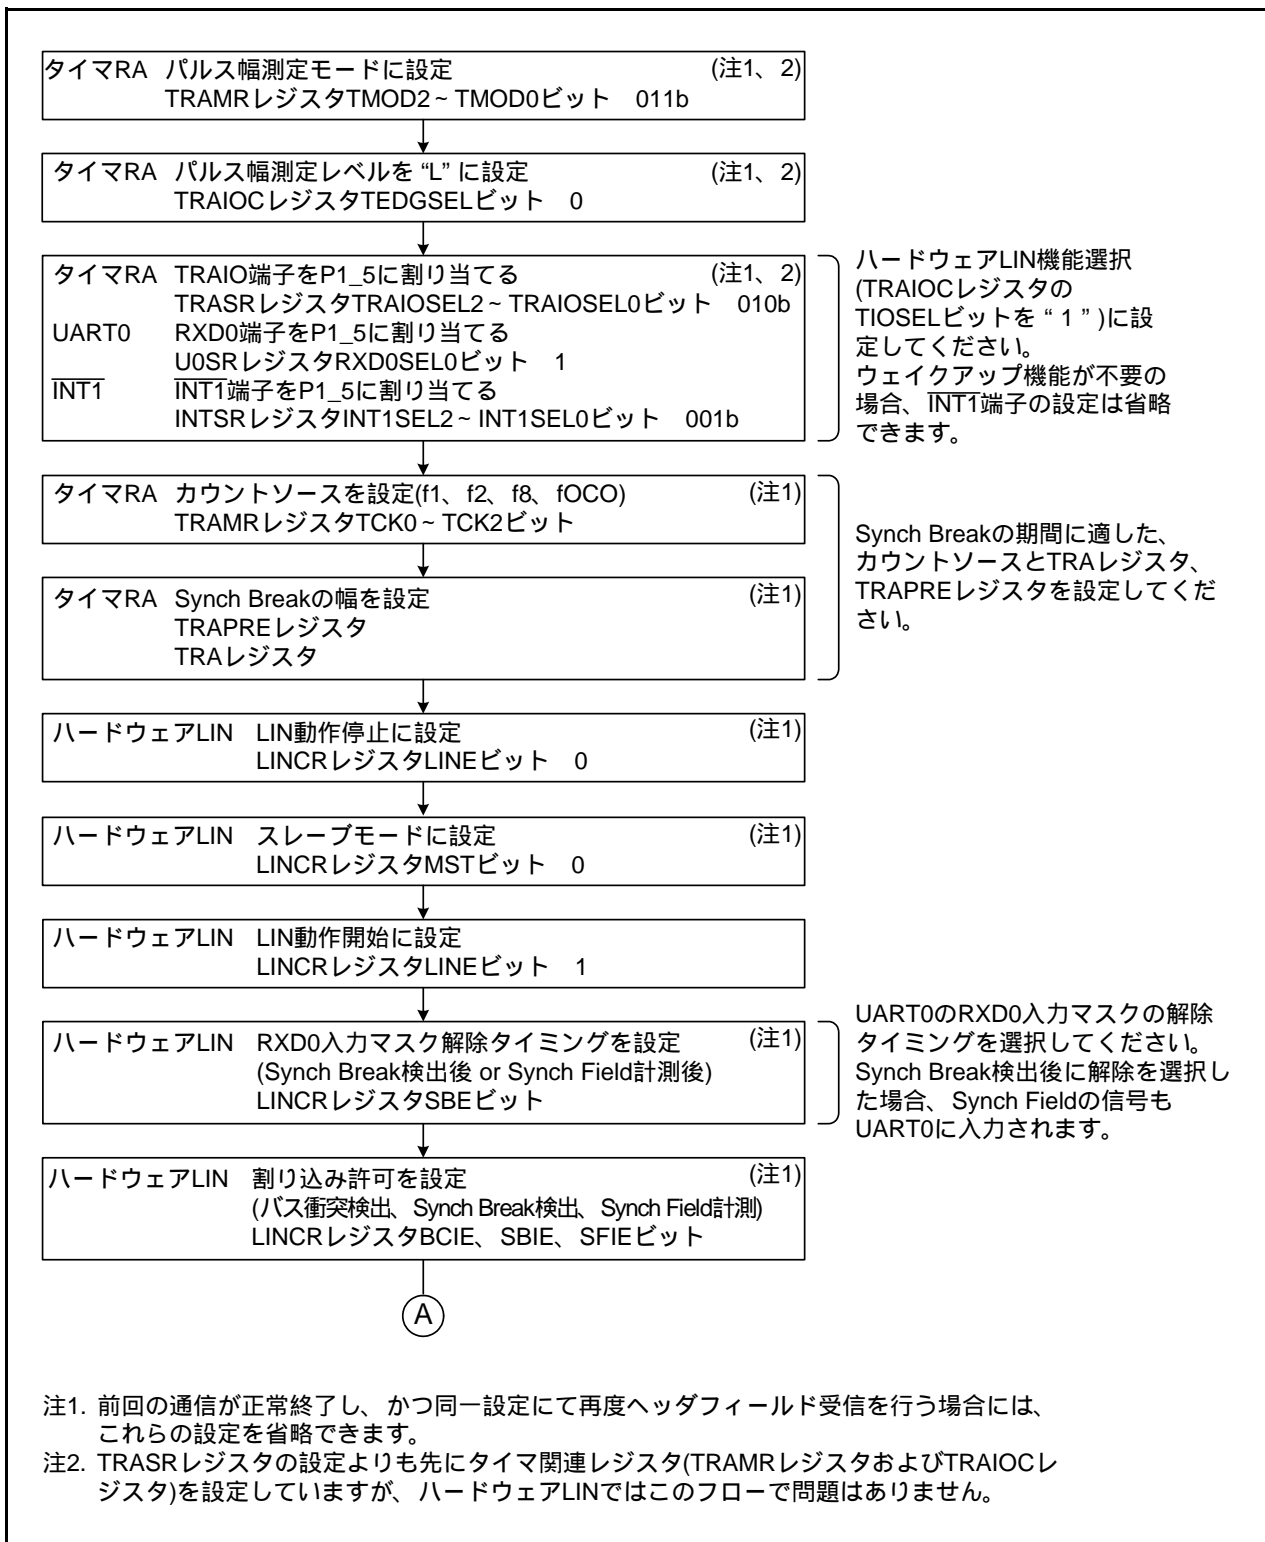 タイマRA パルス幅測定モードに設定 (注1、2)
TRAMRレジスタTMOD2～TMOD0ビット 011b
タイマRA パルス幅測定レベルを “L” に設定 (注1、2)
TRAIOCレジスタTEDGSELビット 0
タイマRA TRAIO端子をP1_5に割り当てる (注1、2)
TRASRレジスタTRAIOSEL2～TRAIOSEL0ビット 010b
UART0 RXD0端子をP1_5に割り当てる
U0SRレジスタRXD0SEL0ビット 1
INT1 INT1端子をP1_5に割り当てる
INTSRレジスタINT1SEL2～INT1SEL0ビット 001b
ハードウェアLIN機能選択
(TRAIOCレジスタの
TIOSELビットを “ 1 ” )に設
定してください。
ウェイクアップ機能が不要の
場合、INT1端子の設定は省略
できます。
タイマRA カウントソースを設定(f1、f2、f8、fOCO) (注1)
TRAMRレジスタTCK0～TCK2ビット
タイマRA Synch Breakの幅を設定 (注1)
TRAPREレジスタ
TRAレジスタ
Synch Breakの期間に適した、
カウントソースとTRAレジスタ、
TRAPREレジスタを設定してくだ
さい。
ハードウェアLIN LIN動作停止に設定 (注1)
LINCRレジスタLINEビット 0
ハードウェアLIN スレーブモードに設定 (注1)
LINCRレジスタMSTビット 0
ハードウェアLIN LIN動作開始に設定
LINCRレジスタLINEビット 1
ハードウェアLIN RXD0入力マスク解除タイミングを設定 (注1)
(Synch Break検出後 or Synch Field計測後)
LINCRレジスタSBEビット
UART0のRXD0入力マスクの解除
タイミングを選択してください。
Synch Break検出後に解除を選択し
た場合、Synch Fieldの信号も
UART0に入力されます。
ハードウェアLIN 割り込み許可を設定 (注1)
(バス衝突検出、Synch Break検出、Synch Field計測)
LINCRレジスタBCIE、SBIE、SFIEビット
A
注1. 前回の通信が正常終了し、かつ同一設定にて再度ヘッダフィールド受信を行う場合には、
これらの設定を省略できます。
注2. TRASRレジスタの設定よりも先にタイマ関連レジスタ(TRAMRレジスタおよびTRAIOCレ
ジスタ)を設定していますが、ハードウェアLINではこのフローで問題はありません。